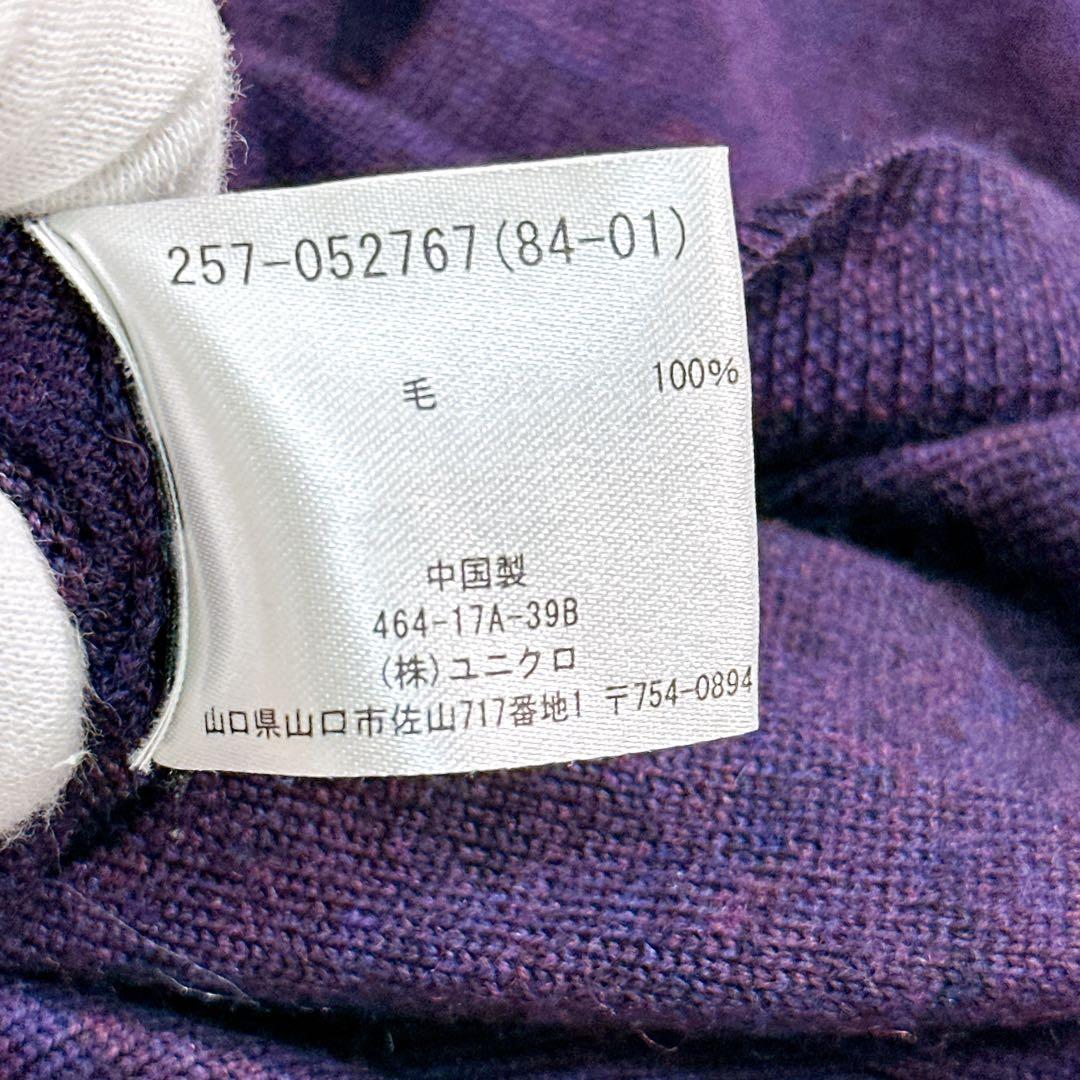 257-052767(84-01)
毛 100%
中国製
464-17A-39B
(株)ユニクロ
山口県山口市佐山717番地1 〒754-0894